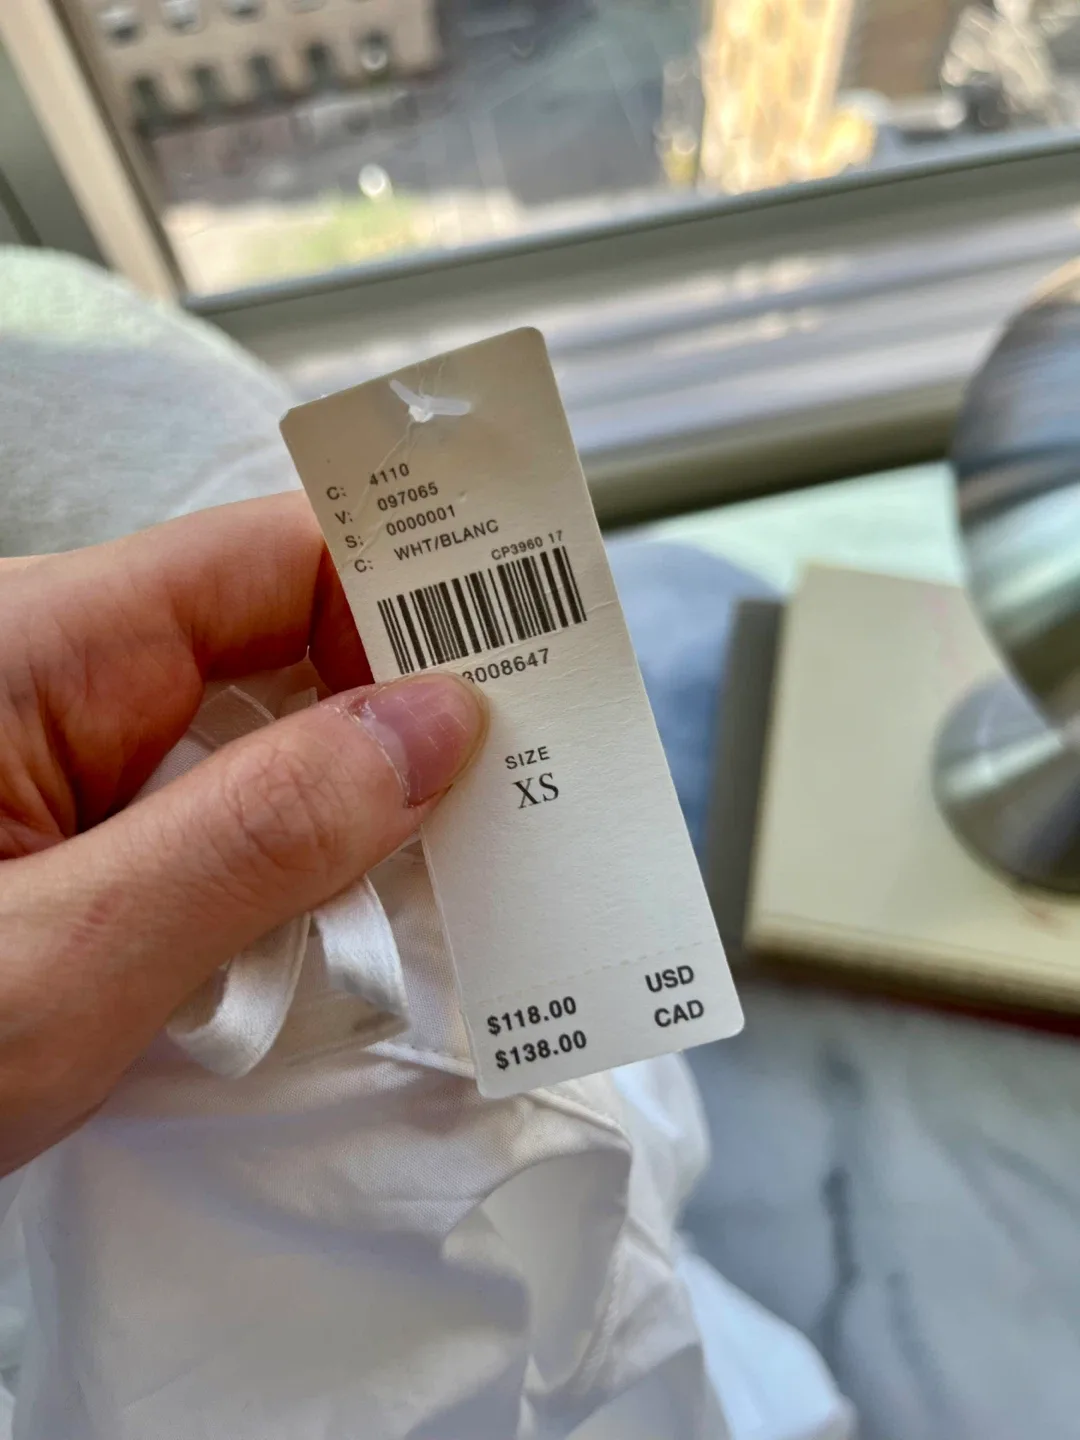 C: 4110
V: 097065
S: 0000001
C: WHT/BLANC
CP3960 17
3008647
SIZE
XS
$118.00 USD
$138.00 CAD